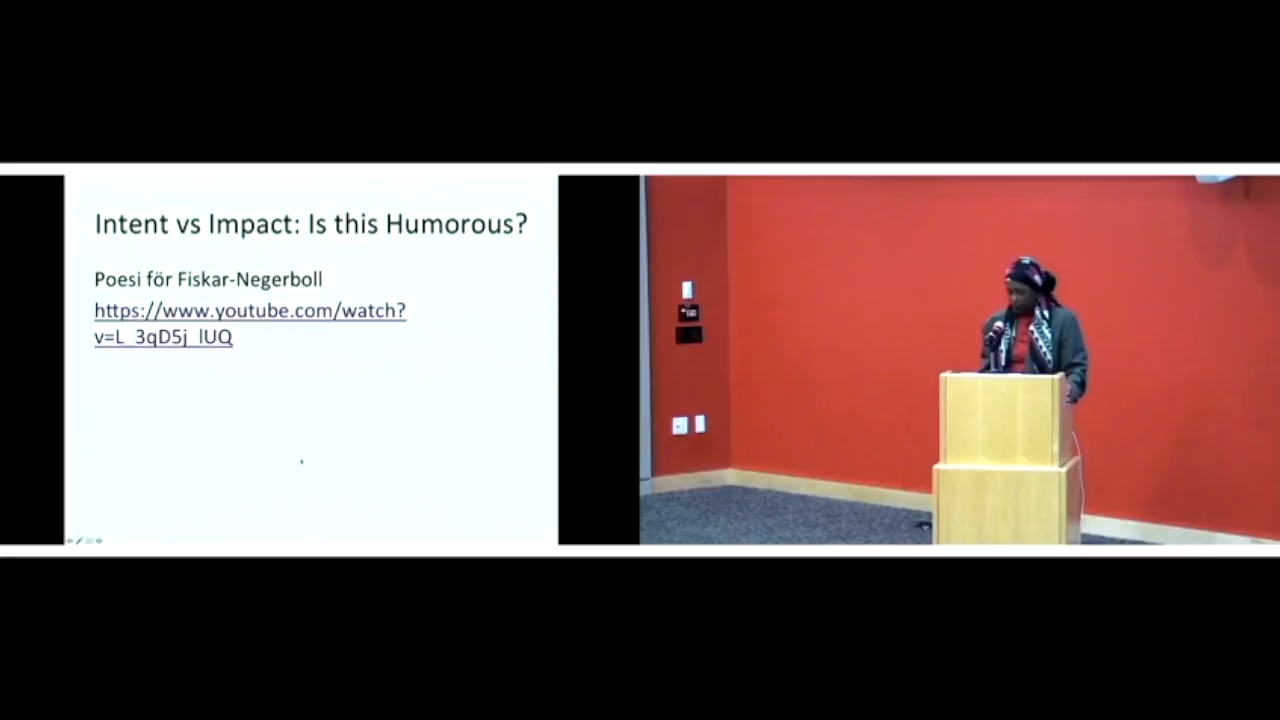 Intent vs Impact: Is this Humorous?
Poesi för Fiskar-Negerboll
https://www.youtube.com/watch?
v=L_3qD5j_lUQ